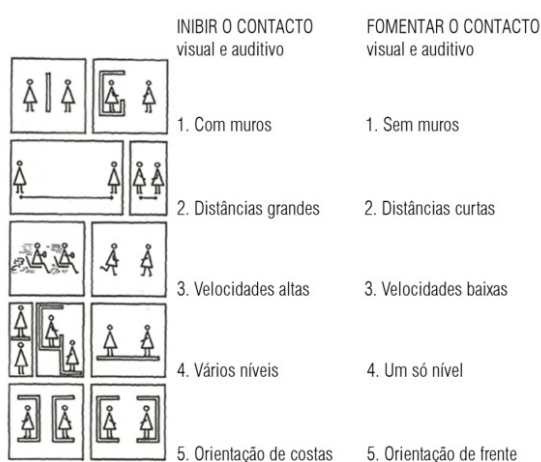 INIBIR O CONTACTO
visual e auditivo
FOMENTAR O CONTACTO
visual e auditivo
1. Com muros
1. Sem muros
2. Distâncias grandes
2. Distâncias curtas
3. Velocidades altas
3. Velocidades baixas
4. Vários níveis
4. Um só nível
5. Orientação de costas
5. Orientação de frente